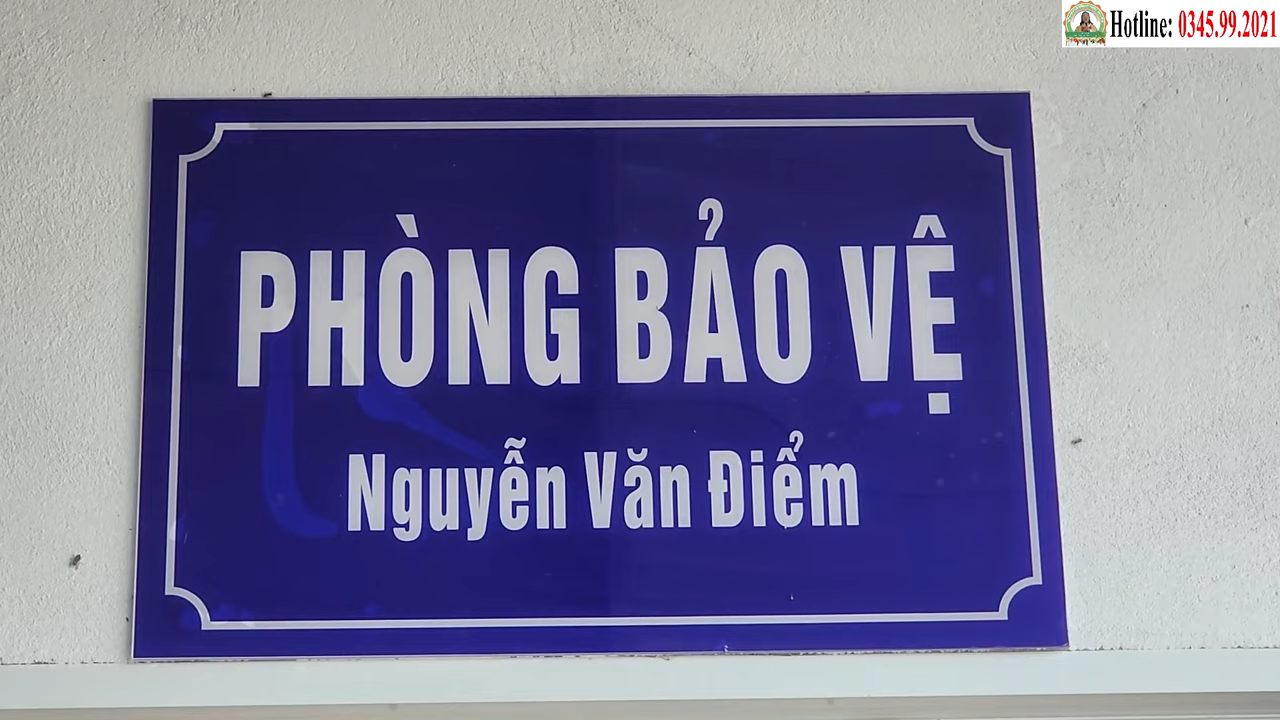 Hotline: 0345.99.2021
PHÒNG BẢO VỆ
Nguyễn Văn Điểm